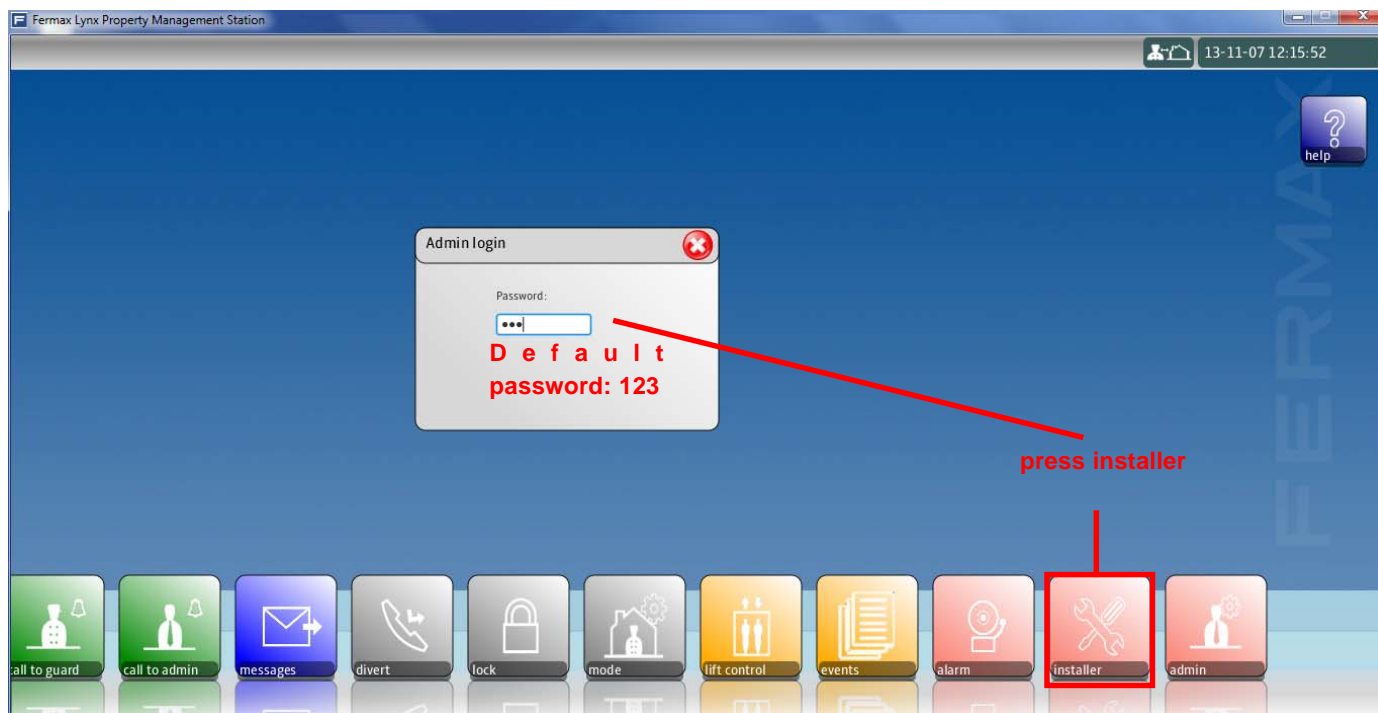 Fermax Lynx Property Management Station
13-11-07 12:15:52
help
FERMAX
Admin login
Password:
•••
Default
password: 123
press installer
call to guard
call to admin
messages
divert
lock
mode
lift control
events
alarm
installer
admin